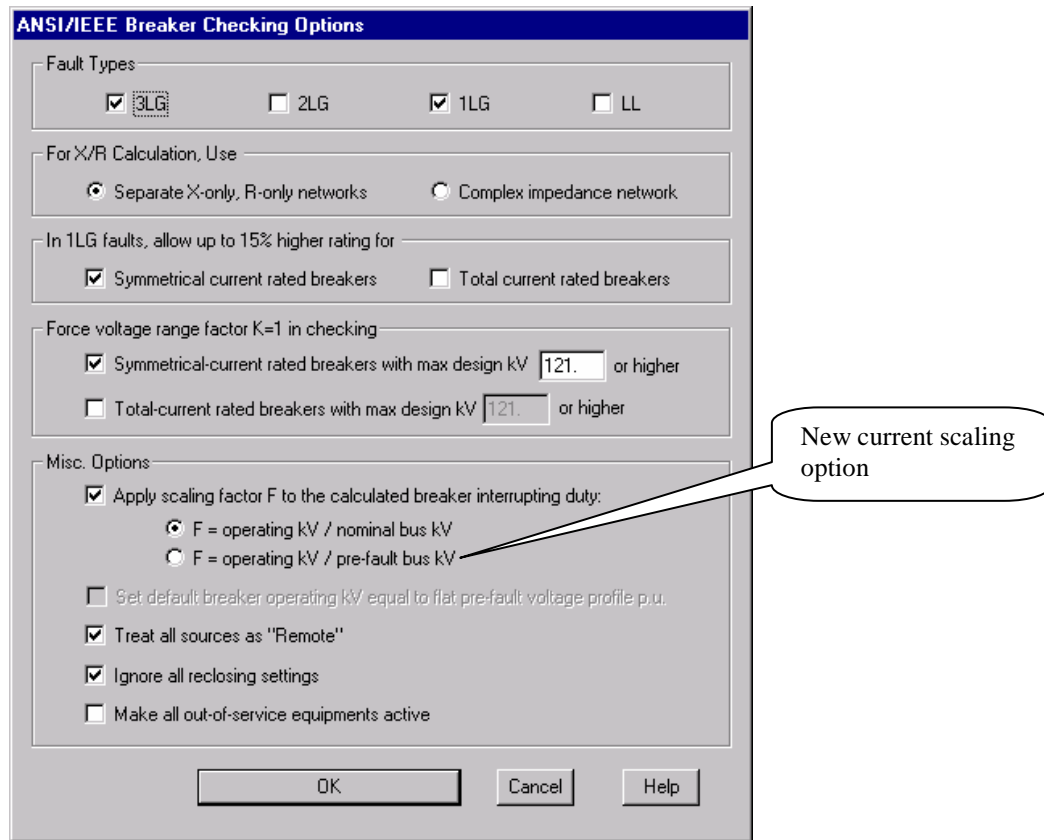 ANSI/IEEE Breaker Checking Options
Fault Types
3LG 2LG 1LG LL
For X/R Calculation, Use
Separate X-only, R-only networks Complex impedance network
In 1LG faults, allow up to 15% higher rating for
Symmetrical current rated breakers Total current rated breakers
Force voltage range factor K=1 in checking
Symmetrical-current rated breakers with max design kV 121. or higher
Total-current rated breakers with max design kV 121. or higher
New current scaling
option
Misc. Options
Apply scaling factor F to the calculated breaker interrupting duty:
F = operating kV / nominal bus kV
F = operating kV / pre-fault bus kV
Set default breaker operating kV equal to flat pre-fault voltage profile p.u.
Treat all sources as "Remote"
Ignore all reclosing settings
Make all out-of-service equipments active
OK Cancel Help